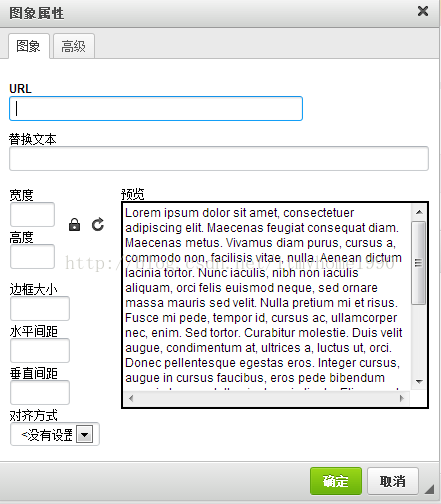 图象属性
图象 高级
URL
替换文本
宽度
高度
边框大小
水平间距
垂直间距
对齐方式
<没有设置
预览
Lorem ipsum dolor sit amet, consectetuer
adipiscing elit. Maecenas feugiat consequat diam.
Maecenas metus. Vivamus diam purus, cursus a,
commodo non, facilisis vitae, nulla. Aenean dictum
lacinia tortor. Nunc iaculis, nibh non iaculis
aliquam, orci felis euismod neque, sed ornare
massa mauris sed velit. Nulla pretium mi et risus.
Fusce mi pede, tempor id, cursus ac, ullamcorper
nec, enim. Sed tortor. Curabitur molestie. Duis velit
augue, condimentum at, ultrices a, luctus ut, orci.
Donec pellentesque egestas eros. Integer cursus,
augue in cursus faucibus, eros pede bibendum
确定 取消